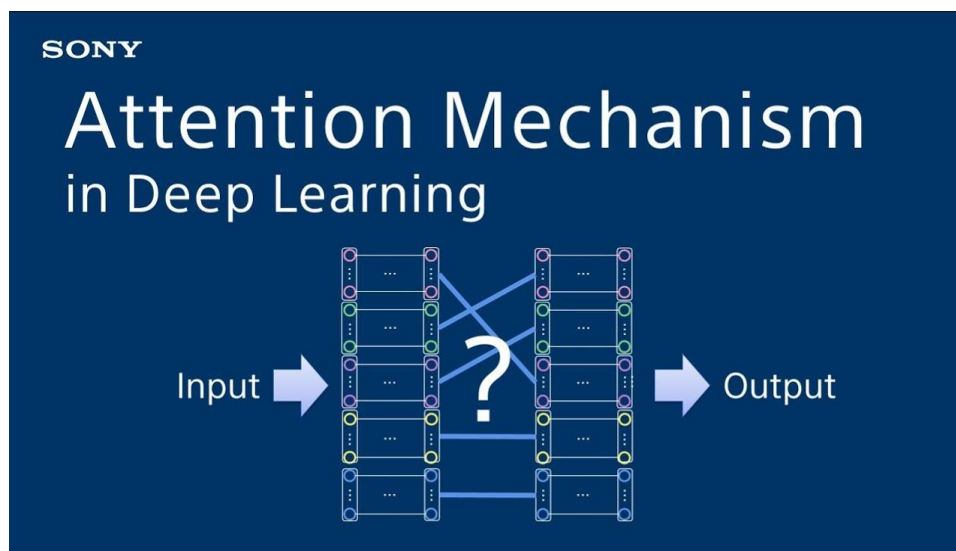 SONY
Attention Mechanism
in Deep Learning
Input
?
Output